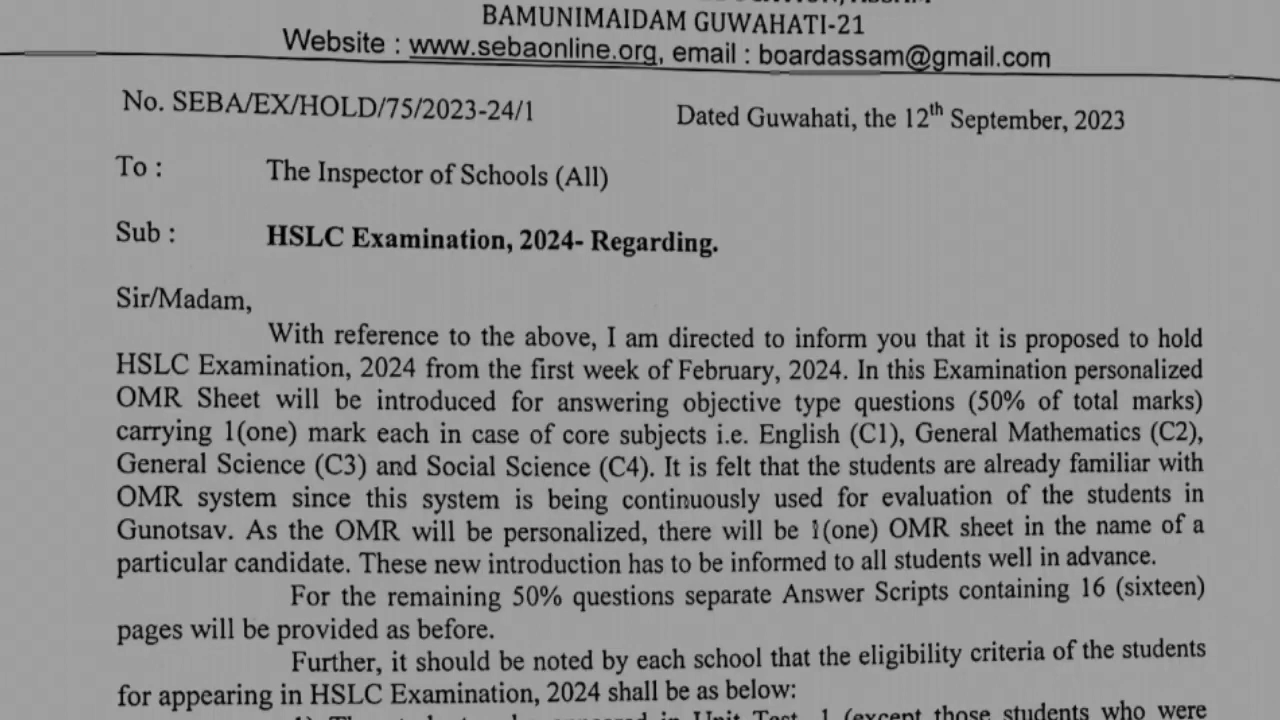 BAMUNIMAIDAM GUWAHATI-21
Website : www.sebaonline.org, email : boardassam@gmail.com
No. SEBA/EX/HOLD/75/2023-24/1 Dated Guwahati, the 12th September, 2023
To : The Inspector of Schools (All)
Sub : HSLC Examination, 2024- Regarding.
Sir/Madam,
With reference to the above, I am directed to inform you that it is proposed to hold
HSLC Examination, 2024 from the first week of February, 2024. In this Examination personalized
OMR Sheet will be introduced for answering objective type questions (50% of total marks)
carrying 1(one) mark each in case of core subjects i.e. English (C1), General Mathematics (C2),
General Science (C3) and Social Science (C4). It is felt that the students are already familiar with
OMR system since this system is being continuously used for evaluation of the students in
Gunotsav. As the OMR will be personalized, there will be 1(one) OMR sheet in the name of a
particular candidate. These new introduction has to be informed to all students well in advance.
For the remaining 50% questions separate Answer Scripts containing 16 (sixteen)
pages will be provided as before.
Further, it should be noted by each school that the eligibility criteria of the students
for appearing in HSLC Examination, 2024 shall be as below:
in Unit Test 1 (except those students who were